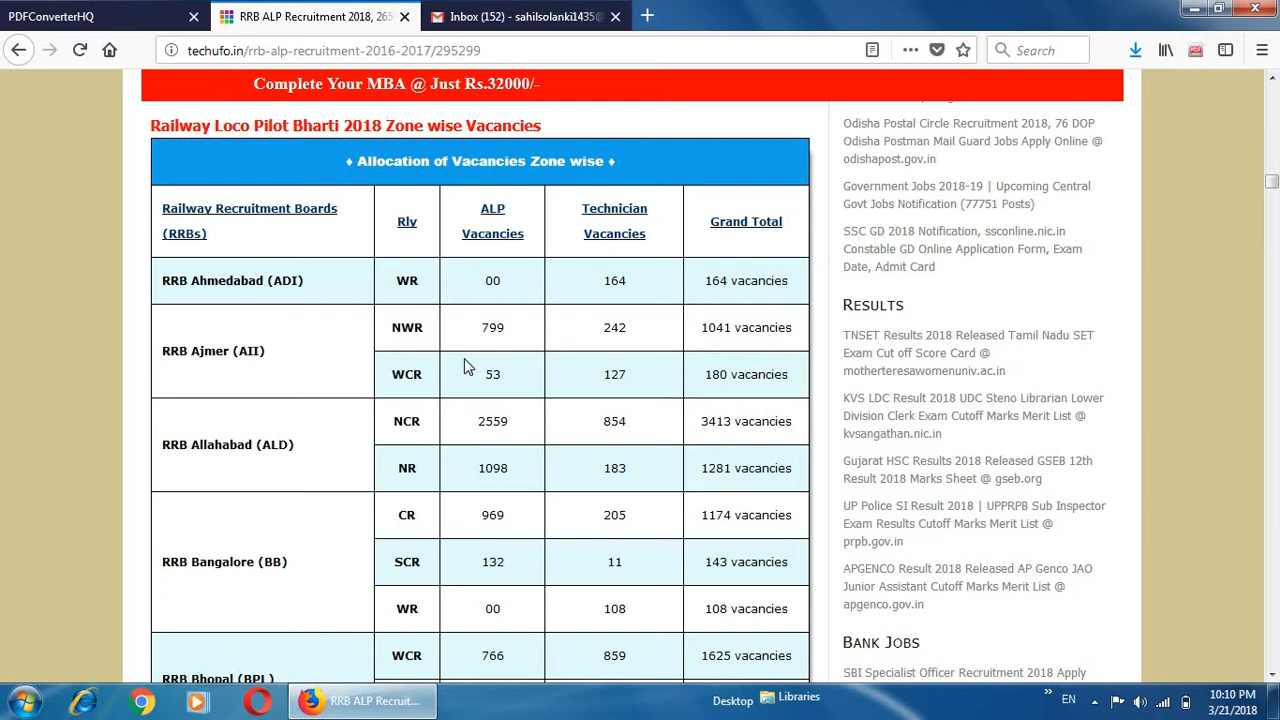 PDFConverterHQ
RRB ALP Recruitment 2018, 265
Inbox (152) - sahilsolanki1435@
techufo.in/rrb-alp-recruitment-2016-2017/295299
Search
Complete Your MBA @ Just Rs.32000/-
Railway Loco Pilot Bharti 2018 Zone wise Vacancies
♦ Allocation of Vacancies Zone wise ♦
Railway Recruitment Boards (RRBs) Rly ALP Vacancies Technician Vacancies Grand Total
RRB Ahmedabad (ADI) WR 00 164 164 vacancies
RRB Ajmer (AII) NWR 799 242 1041 vacancies
WCR 53 127 180 vacancies
RRB Allahabad (ALD) NCR 2559 854 3413 vacancies
NR 1098 183 1281 vacancies
RRB Bangalore (BB) CR 969 205 1174 vacancies
SCR 132 11 143 vacancies
WR 00 108 108 vacancies
RRB Bhopal (BPL) WCR 766 859 1625 vacancies
Odisha Postal Circle Recruitment 2018, 76 DOP
Odisha Postman Mail Guard Jobs Apply Online @
odishapost.gov.in
Government Jobs 2018-19 | Upcoming Central
Govt Jobs Notification (77751 Posts)
SSC GD 2018 Notification, ssconline.nic.in
Constable GD Online Application Form, Exam
Date, Admit Card
RESULTS
TNSET Results 2018 Released Tamil Nadu SET
Exam Cut off Score Card @
motherteresawomenuniv.ac.in
KVS LDC Result 2018 UDC Steno Librarian Lower
Division Clerk Exam Cutoff Marks Merit List @
kvsangathan.nic.in
Gujarat HSC Results 2018 Released GSEB 12th
Result 2018 Marks Sheet @ gseb.org
UP Police SI Result 2018 | UPPRPB Sub Inspector
Exam Results Cutoff Marks Merit List @
prpb.gov.in
APGENCO Result 2018 Released AP Genco JAO
Junior Assistant Cutoff Marks Merit List @
apgenco.gov.in
BANK JOBS
SBI Specialist Officer Recruitment 2018 Apply
RRB ALP Recruit...
Desktop
Libraries
EN
10:10 PM
3/21/2018